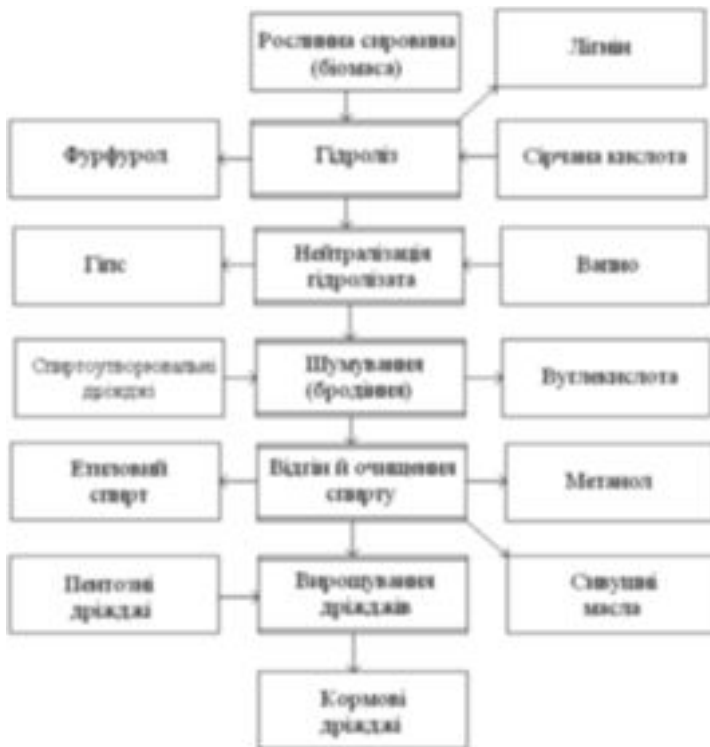 Рослинна сировина
(біомаса)
Лігнін
Фурфурол
Гідроліз
Сірчана кислота
Гіпс
Нейтралізація
гідролізата
Вапно
Спиртоутворювальні
дріжджі
Шумування
(бродіння)
Вуглекислота
Етиловий
спирт
Відгін й очищення
спирту
Метанол
Пентозні
дріжджі
Вирощування
дріжджів
Сивушні
масла
Кормові
дріжджі